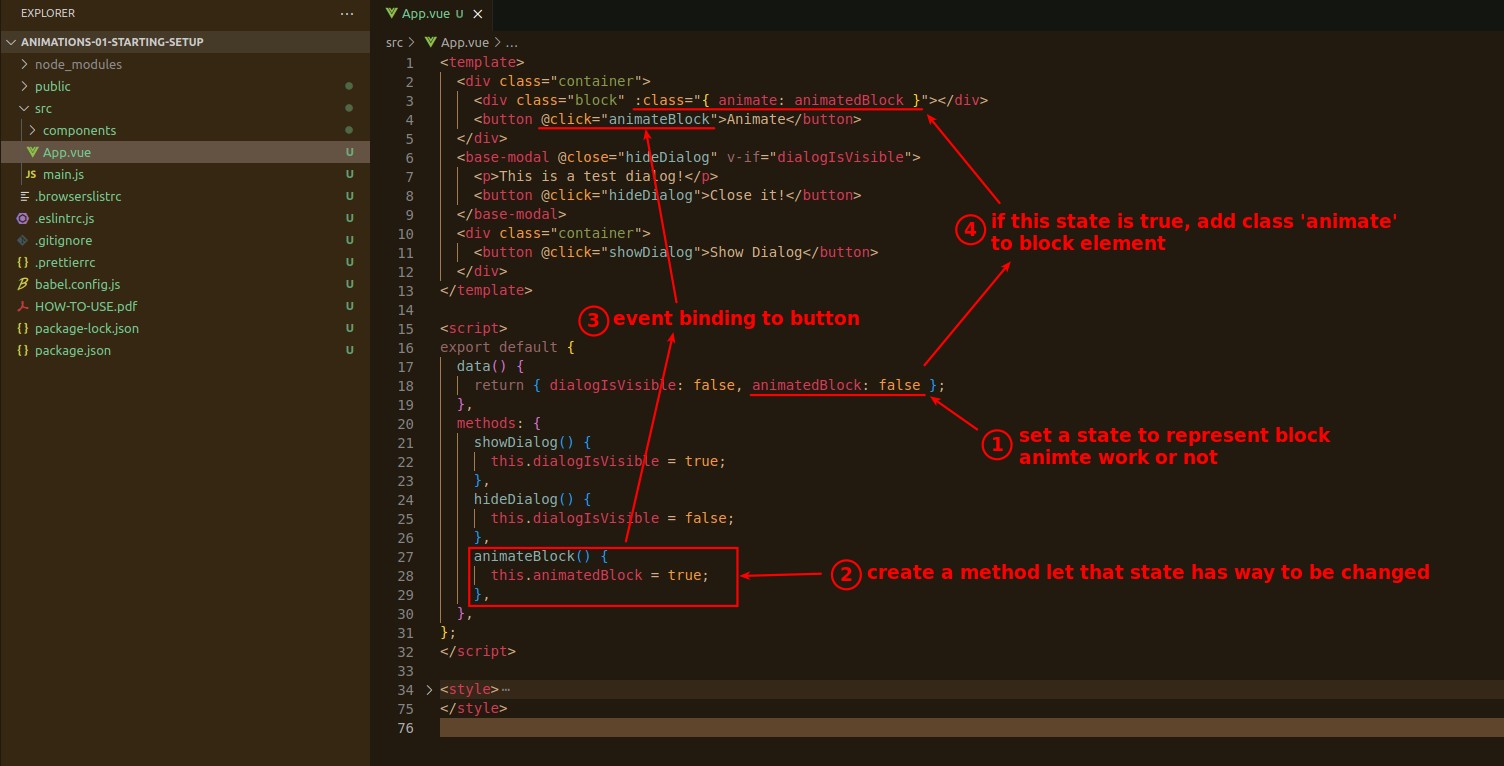 EXPLORER
ANIMATIONS-01-STARTING-SETUP
node_modules
public
src
components
App.vue U
main.js U
.browserslistrc U
.eslintrc.js U
.gitignore U
.prettierrc U
babel.config.js U
HOW-TO-USE.pdf U
package-lock.json U
package.json U
App.vue U
src > App.vue > ...
1 <template>
2 <div class="container">
3 <div class="block" :class="{ animate: animatedBlock }"></div>
4 <button @click="animateBlock">Animate</button>
5 </div>
6 <base-modal @close="hideDialog" v-if="dialogIsVisible">
7 <p>This is a test dialog!</p>
8 <button @click="hideDialog">Close it!</button>
9 </base-modal>
10 <div class="container">
11 <button @click="showDialog">Show Dialog</button>
12 </div>
13 </template>
14
15 <script>
16 export default {
17 data() {
18 return { dialogIsVisible: false, animatedBlock: false };
19 },
20 methods: {
21 showDialog() {
22 this.dialogIsVisible = true;
23 },
24 hideDialog() {
25 this.dialogIsVisible = false;
26 },
27 animateBlock() {
28 this.animatedBlock = true;
29 },
30 },
31 };
32 </script>
33
34 <style>...
75 </style>
76
4 if this state is true, add class 'animate'
to block element
3 event binding to button
1 set a state to represent block
animte work or not
2 create a method let that state has way to be changed